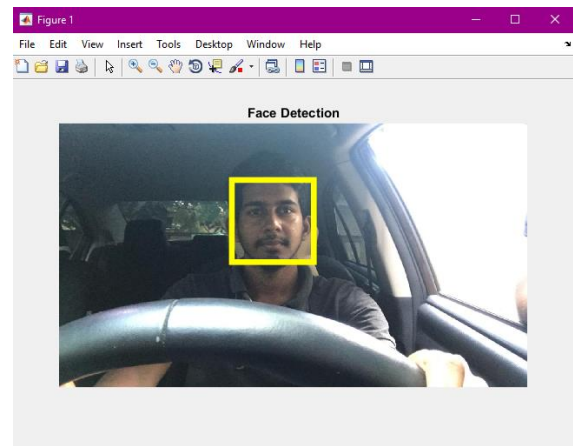 Figure 1
File Edit View Insert Tools Desktop Window Help
Face Detection